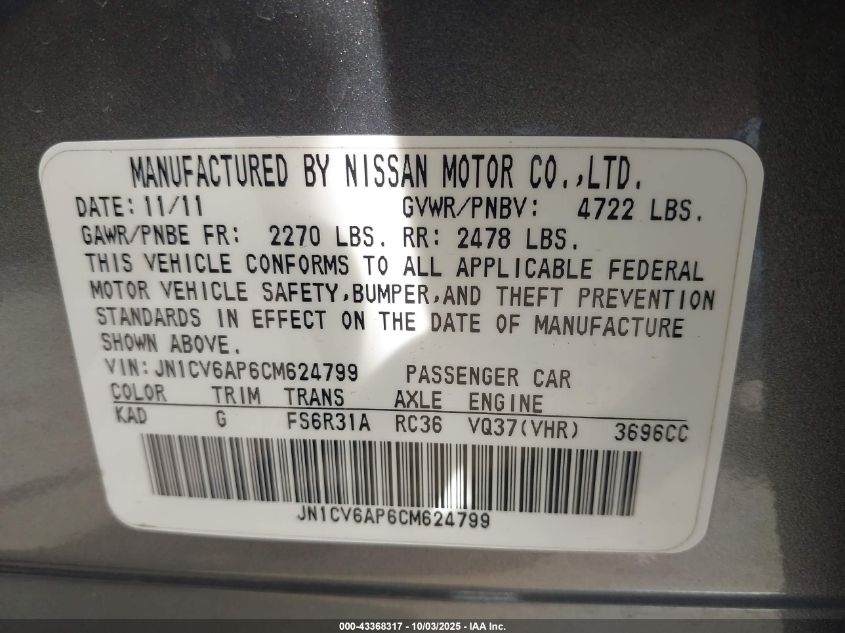 MANUFACTURED BY NISSAN MOTOR CO.,LTD.
DATE: 11/11 GVWR/PNBV: 4722 LBS.
GAWR/PNBE FR: 2270 LBS. RR: 2478 LBS.
THIS VEHICLE CONFORMS TO ALL APPLICABLE FEDERAL
MOTOR VEHICLE SAFETY,BUMPER,AND THEFT PREVENTION
STANDARDS IN EFFECT ON THE DATE OF MANUFACTURE
SHOWN ABOVE.
VIN: JN1CV6AP6CM624799 PASSENGER CAR
COLOR TRIM TRANS AXLE ENGINE
KAD G FS6R31A RC36 VQ37(VHR) 3696CC
JN1CV6AP6CM624799
000-43368317 - 10/03/2025 - IAA Inc.